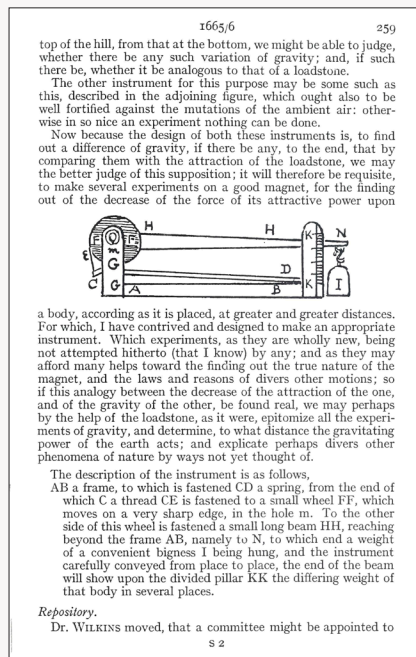 1665/6 259
top of the hill, from that at the bottom, we might be able to judge,
whether there be any such variation of gravity; and, if such
there be, whether it be analogous to that of a loadstone.
The other instrument for this purpose may be some such as
this, described in the adjoining figure, which ought also to be
well fortified against the mutations of the ambient air: other-
wise in so nice an experiment nothing can be done.
Now because the design of both these instruments is, to find
out a difference of gravity, if there be any, to the end, that by
comparing them with the attraction of the loadstone, we may
the better judge of this supposition; it will therefore be requisite,
to make several experiments on a good magnet, for the finding
out of the decrease of the force of its attractive power upon
H H K N
F Q F
m
E G D
C G A B K I
a body, according as it is placed, at greater and greater distances.
For which, I have contrived and designed to make an appropriate
instrument. Which experiments, as they are wholly new, being
not attempted hitherto (that I know) by any; and as they may
afford many helps toward the finding out the true nature of the
magnet, and the laws and reasons of divers other motions; so
if this analogy between the decrease of the attraction of the one,
and of the gravity of the other, be found real, we may perhaps
by the help of the loadstone, as it were, epitomize all the experi-
ments of gravity, and determine, to what distance the gravitating
power of the earth acts; and explicate perhaps divers other
phenomena of nature by ways not yet thought of.
The description of the instrument is as follows,
AB a frame, to which is fastened CD a spring, from the end of
which C a thread CE is fastened to a small wheel FF, which
moves on a very sharp edge, in the hole m. To the other
side of this wheel is fastened a small long beam HH, reaching
beyond the frame AB, namely to N, to which end a weight
of a convenient bigness I being hung, and the instrument
carefully conveyed from place to place, the end of the beam
will show upon the divided pillar KK the differing weight of
that body in several places.
Repository.
Dr. WILKINS moved, that a committee might be appointed to
S 2